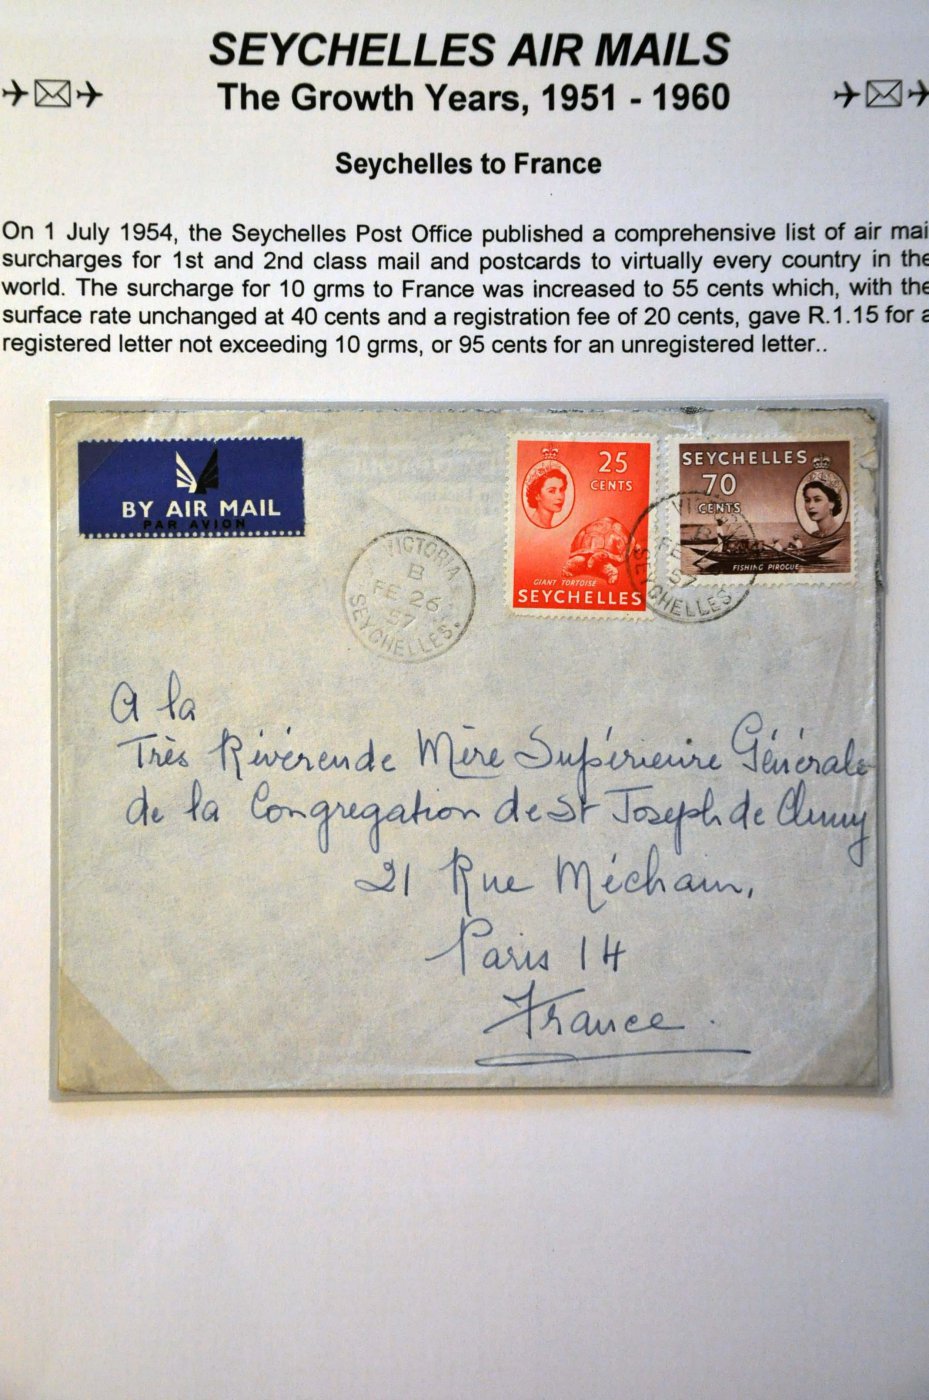 SEYCHELLES AIR MAILS
The Growth Years, 1951 - 1960
Seychelles to France
On 1 July 1954, the Seychelles Post Office published a comprehensive list of air mai
surcharges for 1st and 2nd class mail and postcards to virtually every country in the
world. The surcharge for 10 grms to France was increased to 55 cents which, with the
surface rate unchanged at 40 cents and a registration fee of 20 cents, gave R.1.15 for a
registered letter not exceeding 10 grms, or 95 cents for an unregistered letter..
BY AIR MAIL
PAR AVION
25
CENTS
GIANT TORTOISE
SEYCHELLES
SEYCHELLES
70
CENTS
FISHING PIROGUE
VICTORIA
B
FE 26
57
SEYCHELLES.
VICT
FE
57
SEYCHELLES
A la
Très Révérende Mère Supérieure Générale
de la Congregation de St Joseph de Cluny
21 Rue Méchain,
Paris 14
France.